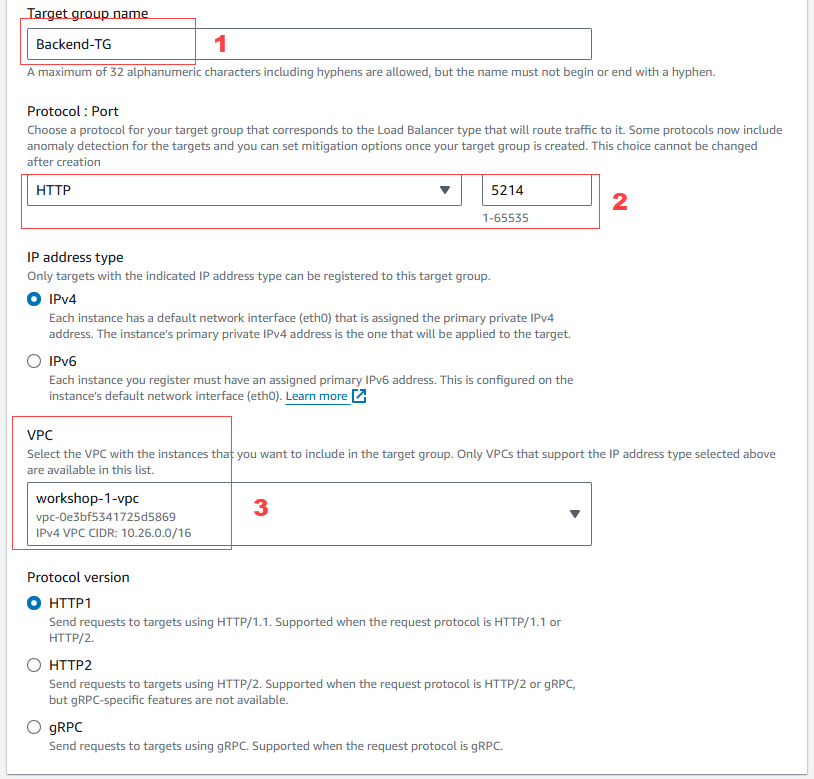 Target group name
Backend-TG
1
A maximum of 32 alphanumeric characters including hyphens are allowed, but the name must not begin or end with a hyphen.
Protocol : Port
Choose a protocol for your target group that corresponds to the Load Balancer type that will route traffic to it. Some protocols now include
anomaly detection for the targets and you can set mitigation options once your target group is created. This choice cannot be changed
after creation
HTTP
5214
2
1-65535
IP address type
Only targets with the indicated IP address type can be registered to this target group.
IPv4
Each instance has a default network interface (eth0) that is assigned the primary private IPv4
address. The instance's primary private IPv4 address is the one that will be applied to the target.
IPv6
Each instance you register must have an assigned primary IPv6 address. This is configured on the
instance's default network interface (eth0). Learn more
VPC
Select the VPC with the instances that you want to include in the target group. Only VPCs that support the IP address type selected above
are available in this list.
workshop-1-vpc
3
vpc-0e3bf5341725d5869
IPv4 VPC CIDR: 10.26.0.0/16
Protocol version
HTTP1
Send requests to targets using HTTP/1.1. Supported when the request protocol is HTTP/1.1 or
HTTP/2.
HTTP2
Send requests to targets using HTTP/2. Supported when the request protocol is HTTP/2 or gRPC,
but gRPC-specific features are not available.
gRPC
Send requests to targets using gRPC. Supported when the request protocol is gRPC.